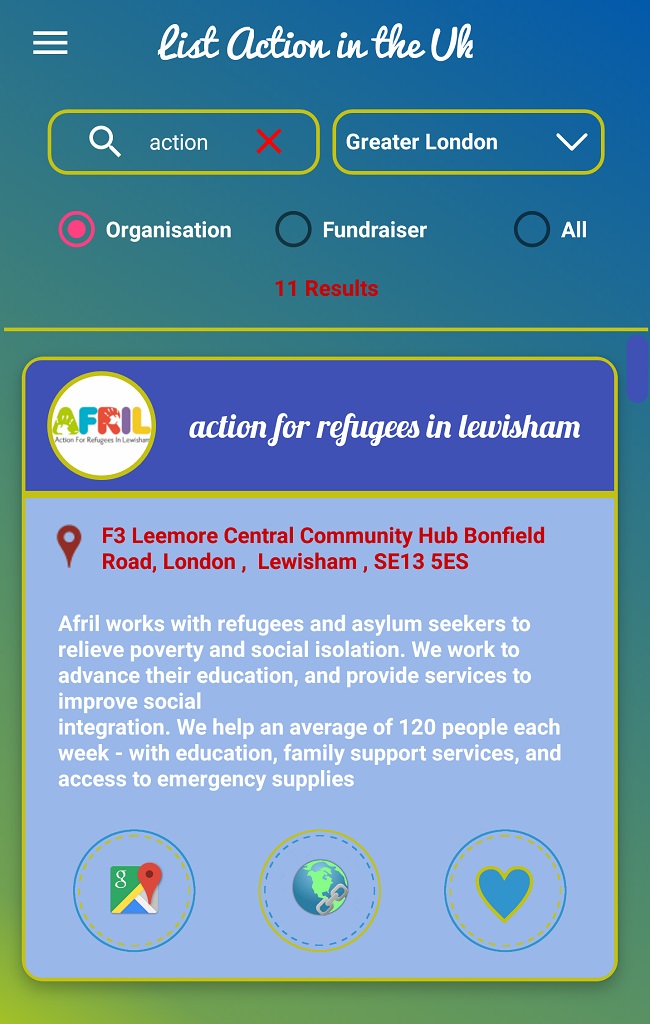 List Action in the Uk
action
Greater London
Organisation
Fundraiser
All
11 Results
AFRIL
Action For Refugees In Lewisham
action for refugees in lewisham
F3 Leemore Central Community Hub Bonfield
Road, London ,  Lewisham , SE13 5ES
Afril works with refugees and asylum seekers to
relieve poverty and social isolation. We work to
advance their education, and provide services to
improve social
integration. We help an average of 120 people each
week - with education, family support services, and
access to emergency supplies
g